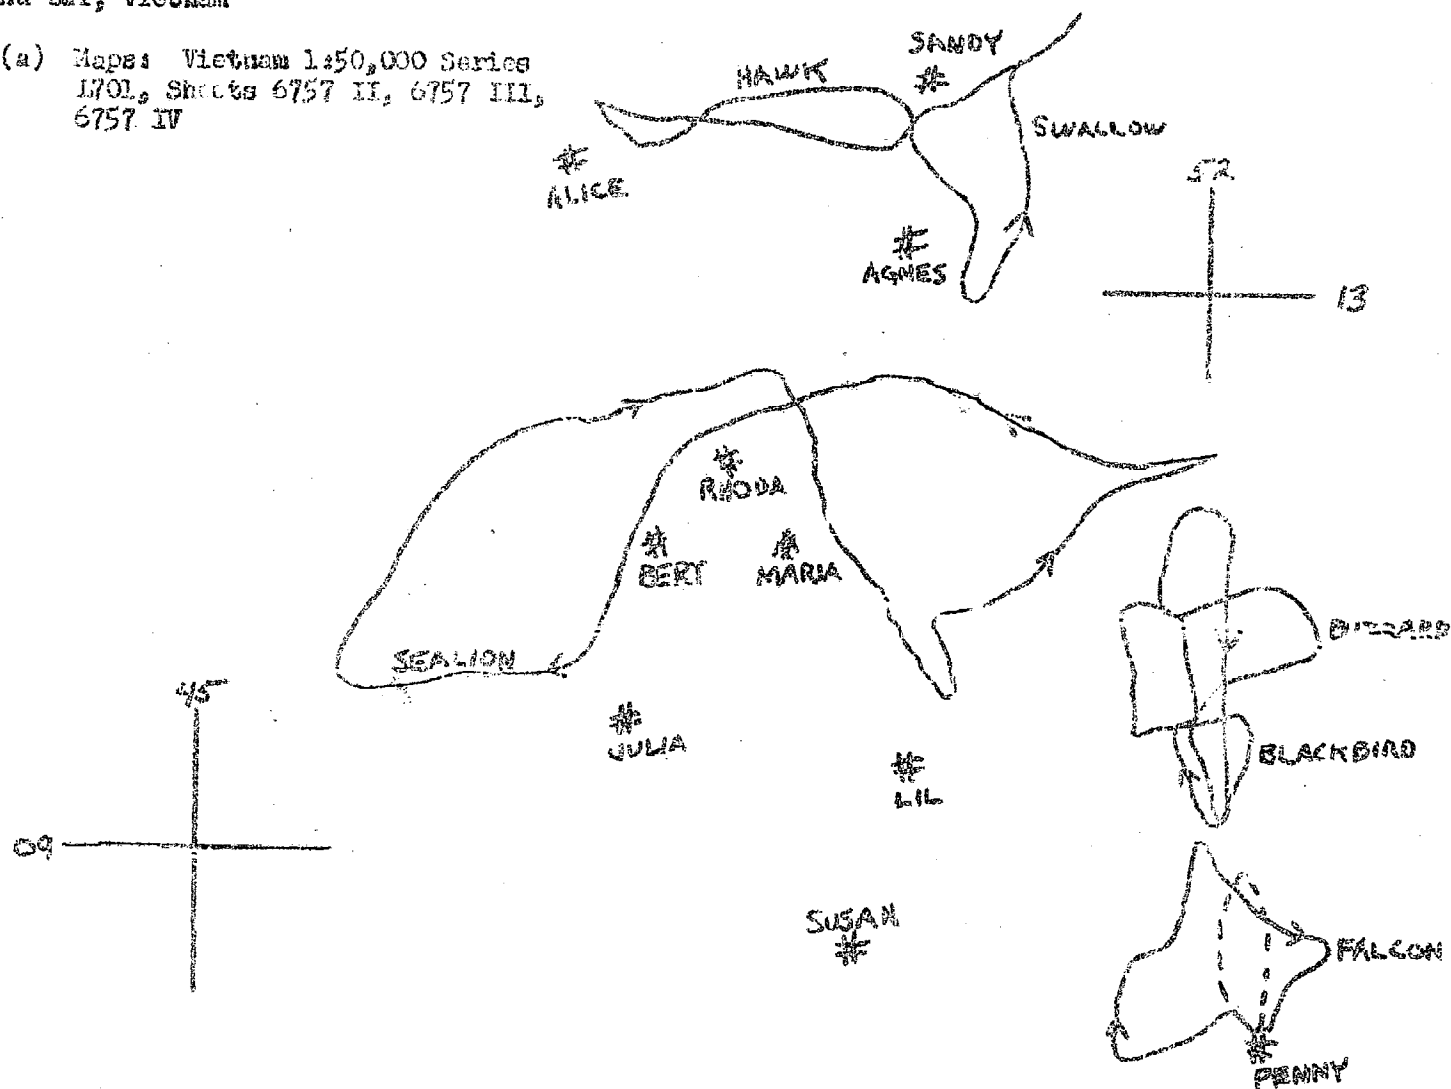 Vietnam
(a) Maps: Vietnam 1:50,000 Series
L701, Sheets 6757 II, 6757 III,
6757 IV
SANDY
HAWK
SWALLOW
ALICE
52
AGNES
13
RHODA
BERT
MARIA
SEALION
45
JULIA
BLACKBIRD
LIL
09
SUSAN
FALCON
PENNY